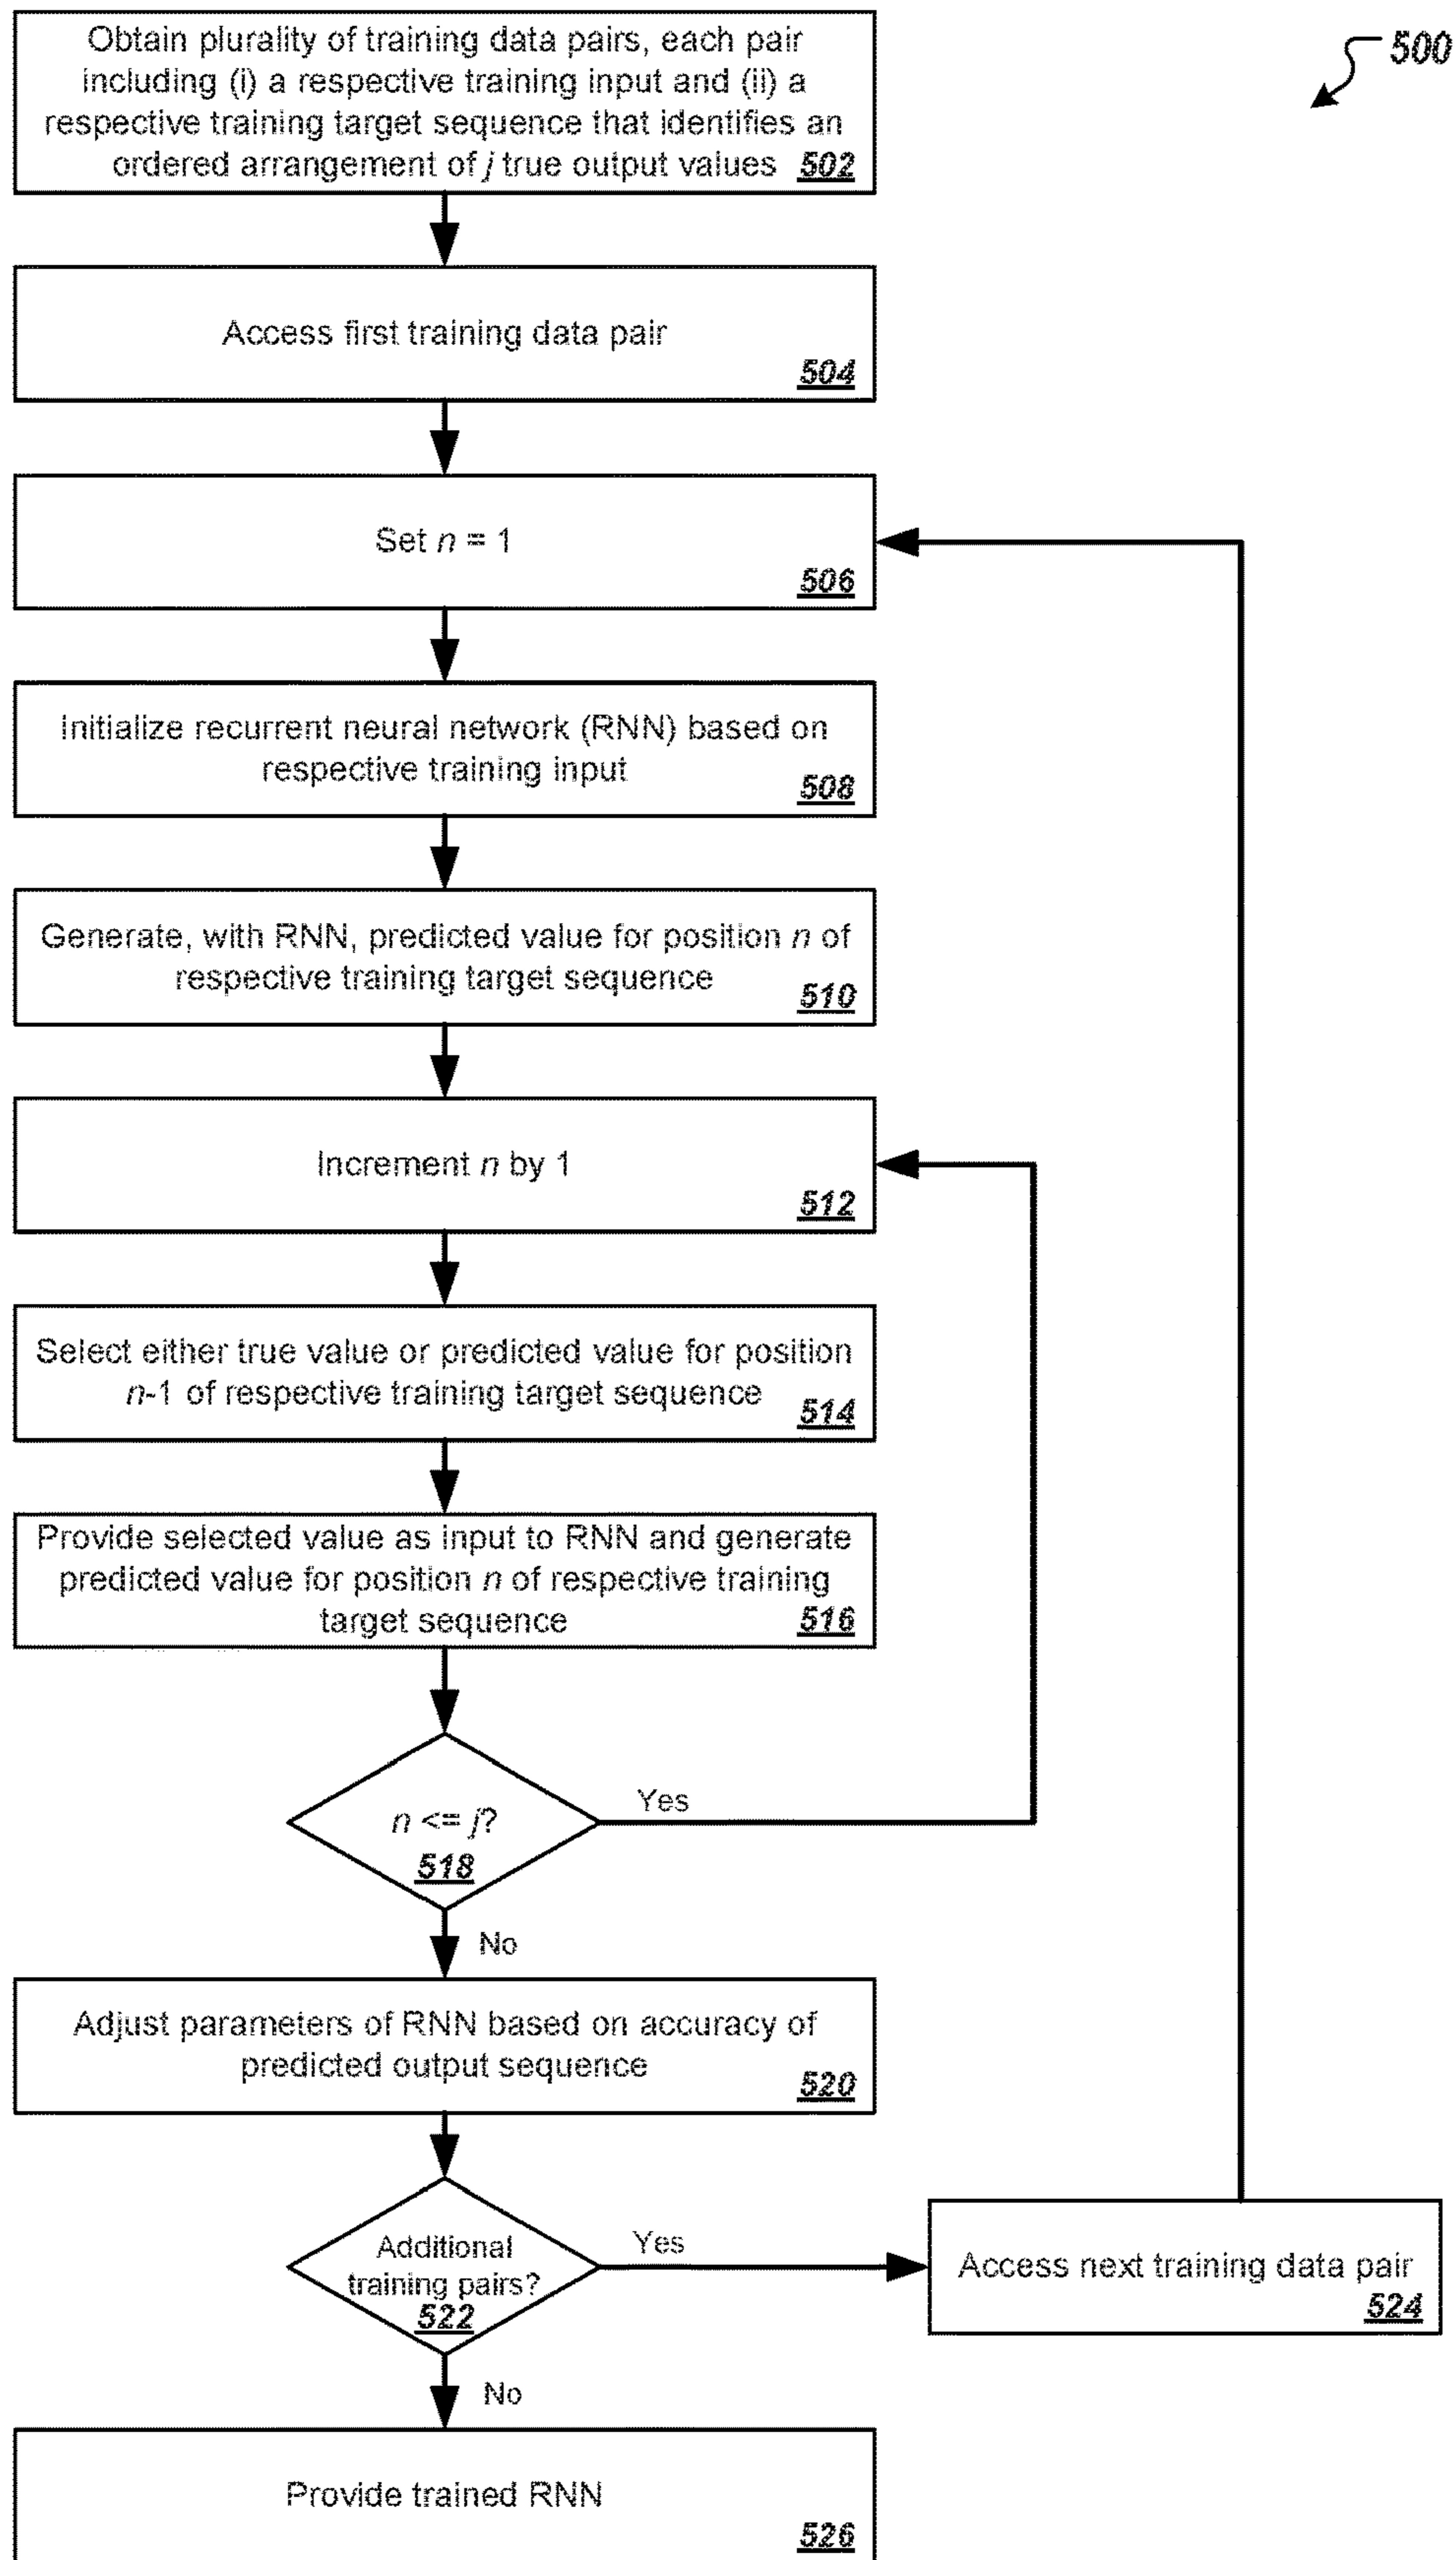 500
Obtain plurality of training data pairs, each pair
including (i) a respective training input and (ii) a
respective training target sequence that identifies an
ordered arrangement of j true output values 502
Access first training data pair
504
Set n = 1
506
Initialize recurrent neural network (RNN) based on
respective training input
508
Generate, with RNN, predicted value for position n of
respective training target sequence
510
Increment n by 1
512
Select either true value or predicted value for position
n-1 of respective training target sequence
514
Provide selected value as input to RNN and generate
predicted value for position n of respective training
target sequence 516
n <= j?
518
Yes
No
Adjust parameters of RNN based on accuracy of
predicted output sequence
520
Additional
training pairs?
522
Yes
Access next training data pair
524
No
Provide trained RNN
526